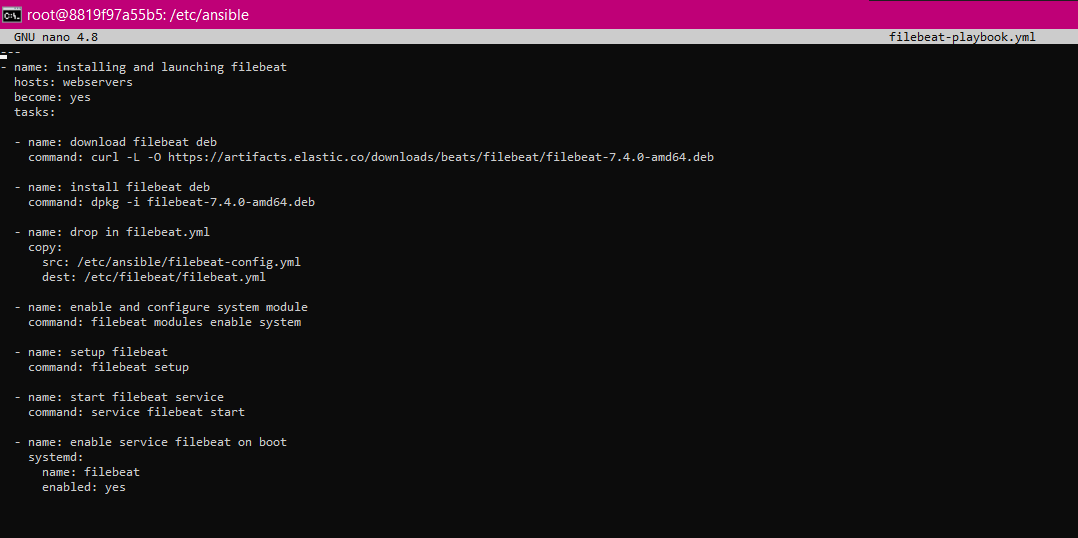 root@8819f97a55b5: /etc/ansible
GNU nano 4.8 filebeat-playbook.yml
---
- name: installing and launching filebeat
  hosts: webservers
  become: yes
  tasks:

  - name: download filebeat deb
    command: curl -L -O https://artifacts.elastic.co/downloads/beats/filebeat/filebeat-7.4.0-amd64.deb

  - name: install filebeat deb
    command: dpkg -i filebeat-7.4.0-amd64.deb

  - name: drop in filebeat.yml
    copy:
      src: /etc/ansible/filebeat-config.yml
      dest: /etc/filebeat/filebeat.yml

  - name: enable and configure system module
    command: filebeat modules enable system

  - name: setup filebeat
    command: filebeat setup

  - name: start filebeat service
    command: service filebeat start

  - name: enable service filebeat on boot
    systemd:
      name: filebeat
      enabled: yes